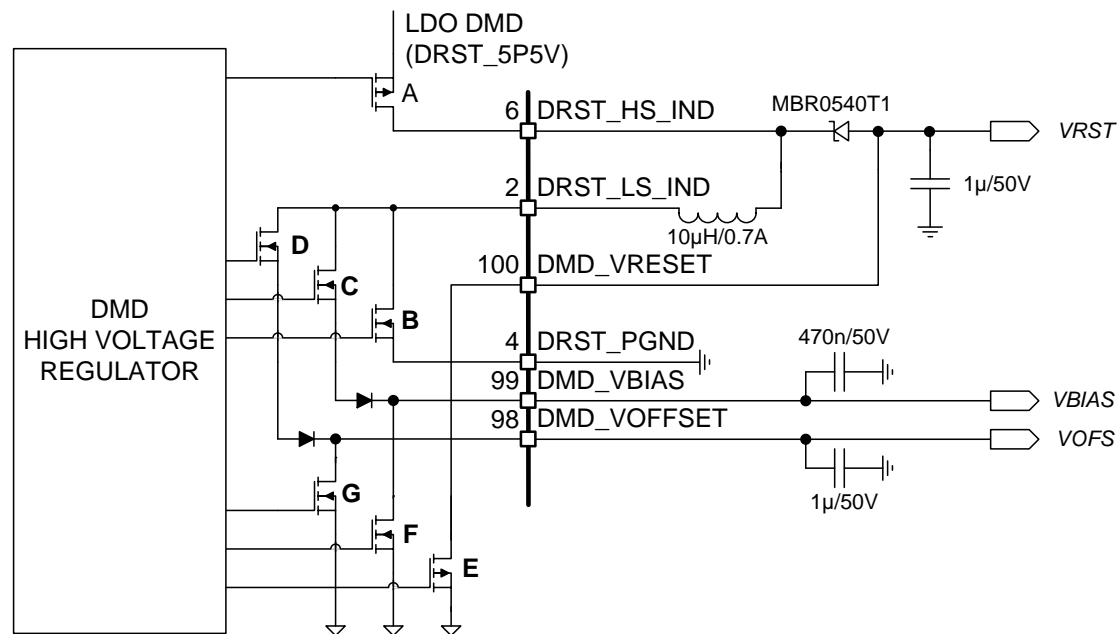 LDO DMD
(DRST_5P5V)
A
6 DRST_HS_IND
MBR0540T1
VRST
1µ/50V
2 DRST_LS_IND
10µH/0.7A
D
C
B
100 DMD_VRESET
DMD
HIGH VOLTAGE
REGULATOR
4 DRST_PGND
470n/50V
99 DMD_VBIAS
VBIAS
98 DMD_VOFFSET
VOFS
1µ/50V
G
F
E